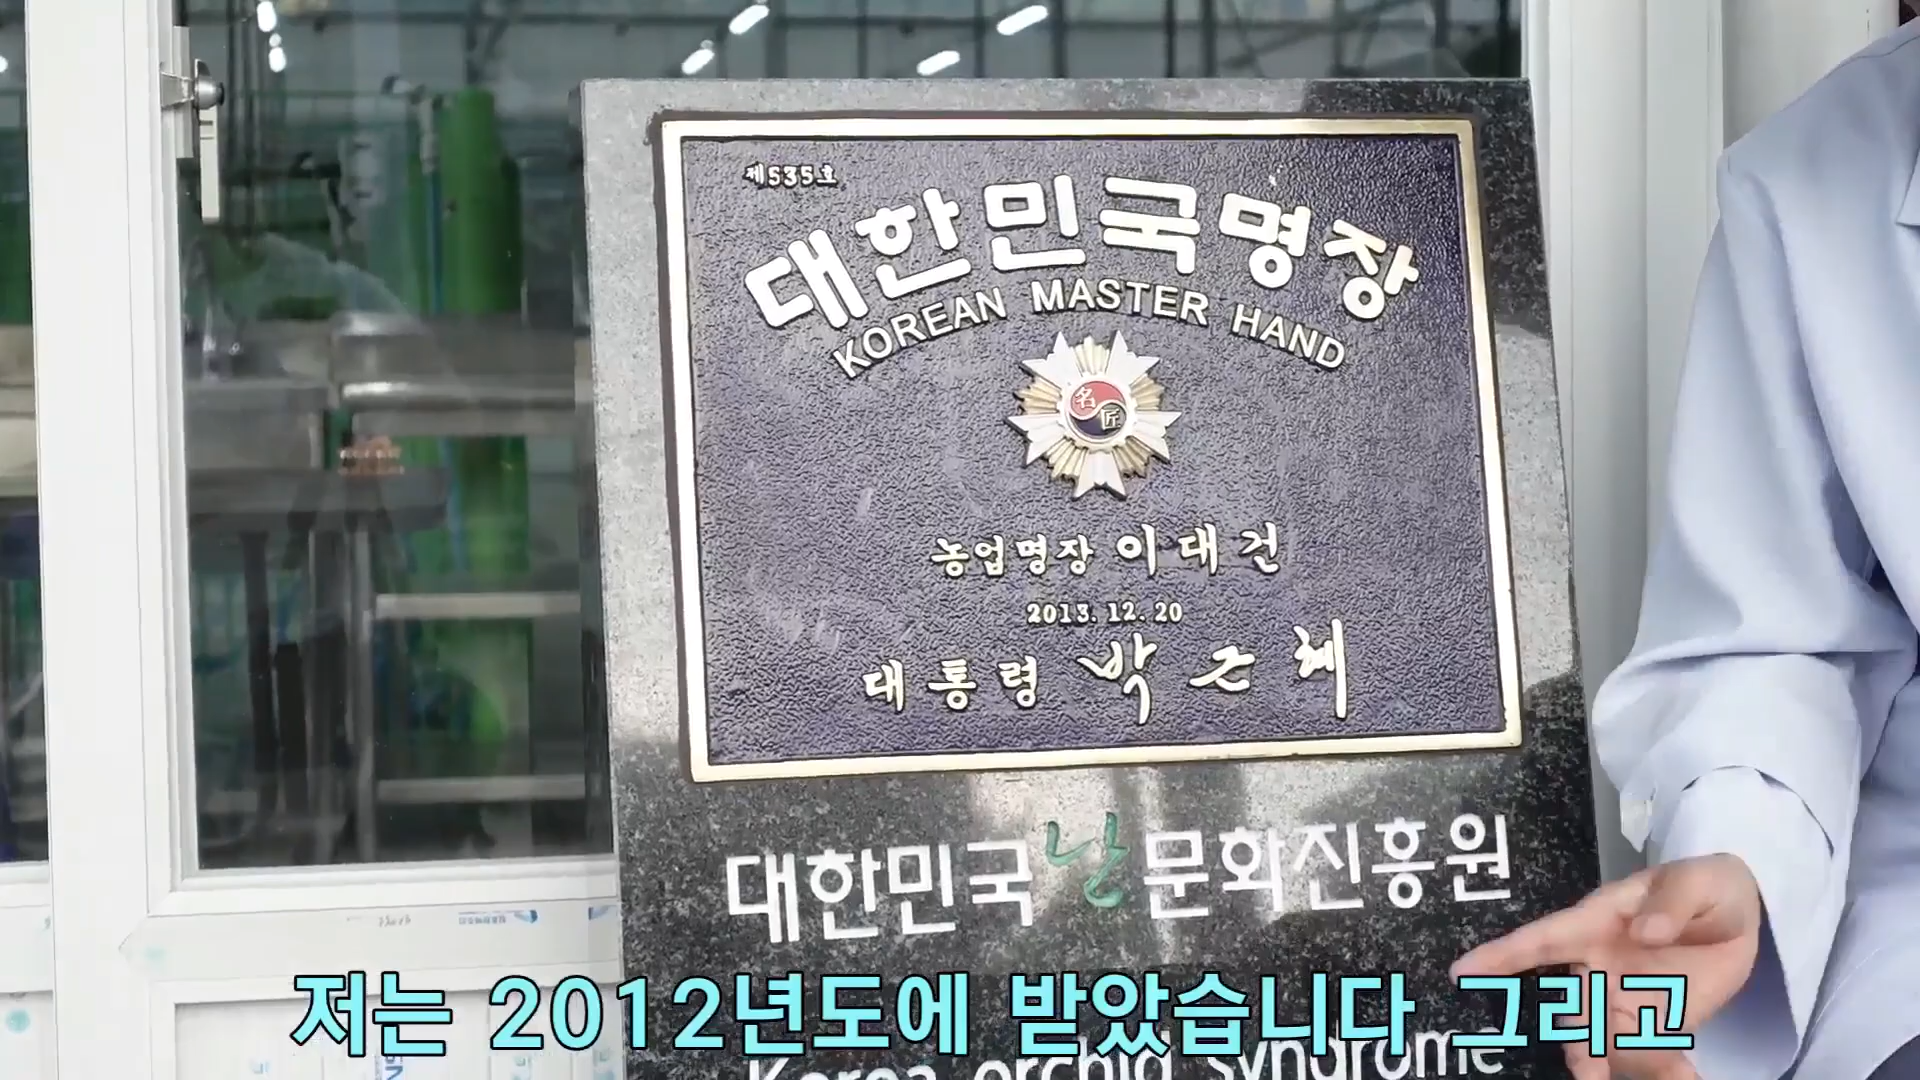 제535호
대한민국명장
KOREAN MASTER HAND
名
匠
농업명장 이대건
2013. 12. 20
대통령 박근혜
대한민국난문화진흥원
저는 2012년도에 받았습니다 그리고
Korea orchid syndrome